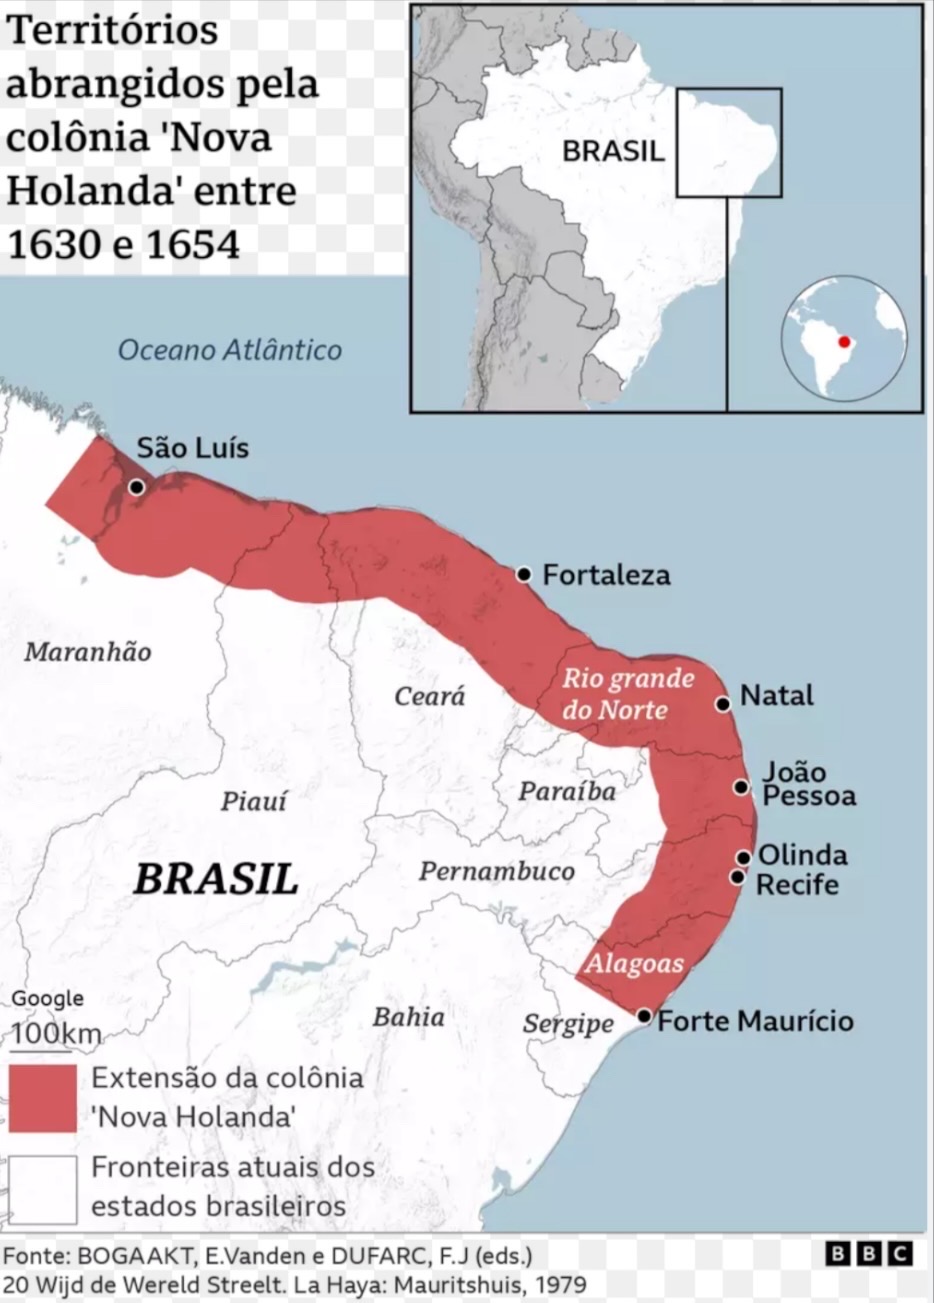 Territórios
abrangidos pela
colônia 'Nova
Holanda' entre
1630 e 1654
BRASIL
Oceano Atlântico
São Luís
Fortaleza
Maranhão
Rio grande
do Norte
Ceará
Natal
João
Pessoa
Piauí
Paraíba
Olinda
BRASIL
Pernambuco
Recife
Alagoas
Google
100km
Bahia
Sergipe
Forte Maurício
Extensão da colônia
'Nova Holanda'
Fronteiras atuais dos
estados brasileiros
Fonte: BOGAAKT, E.Vanden e DUFARC, F.J (eds.)
20 Wijd de Wereld Streelt. La Haya: Mauritshuis, 1979
BBC